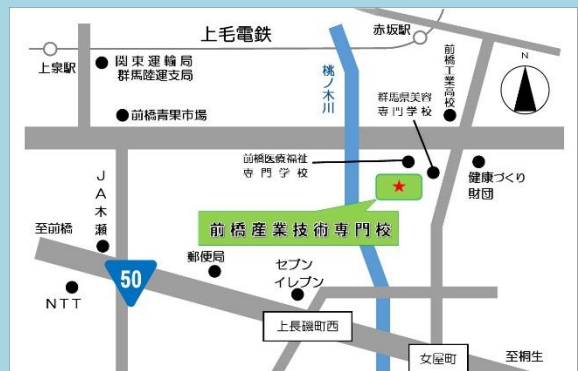 上毛電鉄
赤坂駅
上泉駅
関東運輸局
群馬陸運支局
桃ノ木川
前橋工業高校
N
群馬県美容
専門学校
前橋青果市場
前橋医療福祉
専門学校
健康づくり
財団
JA木瀬
至前橋
前橋産業技術専門校
郵便局
セブン
イレブン
50
NTT
上長磯町西
女屋町
至桐生